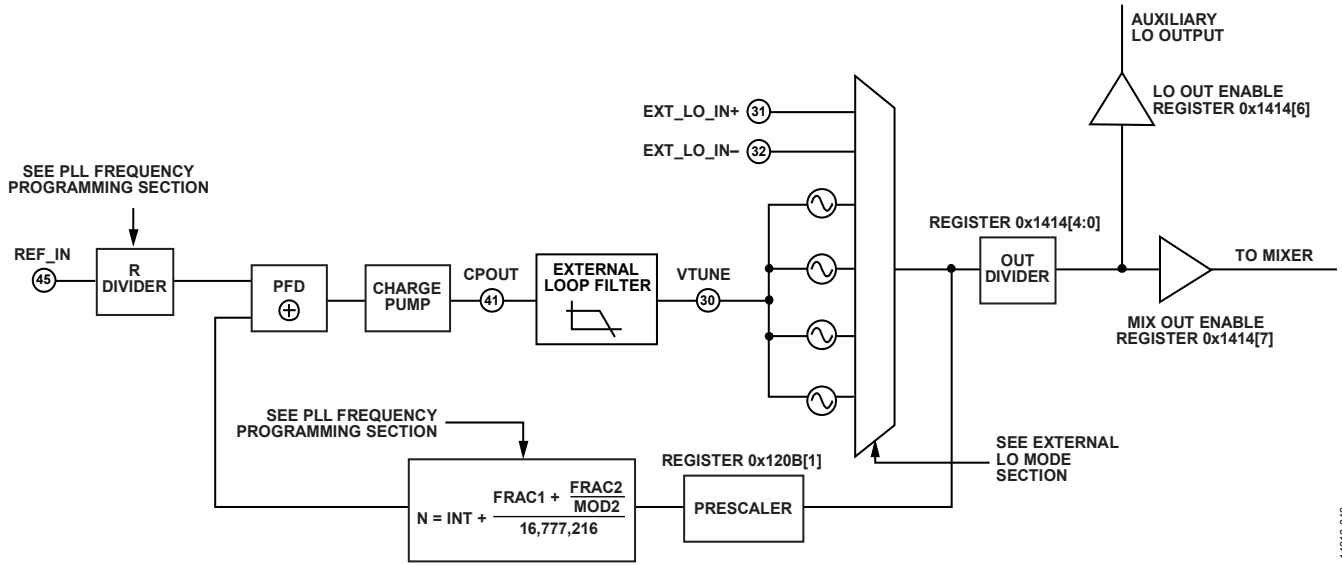 AUXILIARY
LO OUTPUT
LO OUT ENABLE
REGISTER 0x1414[6]
EXT_LO_IN+ 31
EXT_LO_IN– 32
SEE PLL FREQUENCY
PROGRAMMING SECTION
REF_IN
45
R
DIVIDER
PFD
+
CHARGE
PUMP
CPOUT
41
EXTERNAL
LOOP FILTER
VTUNE
30
REGISTER 0x1414[4:0]
OUT
DIVIDER
TO MIXER
MIX OUT ENABLE
REGISTER 0x1414[7]
SEE PLL FREQUENCY
PROGRAMMING SECTION
N = INT + FRAC1 + FRAC2
MOD2
16,777,216
REGISTER 0x120B[1]
PRESCALER
SEE EXTERNAL
LO MODE
SECTION